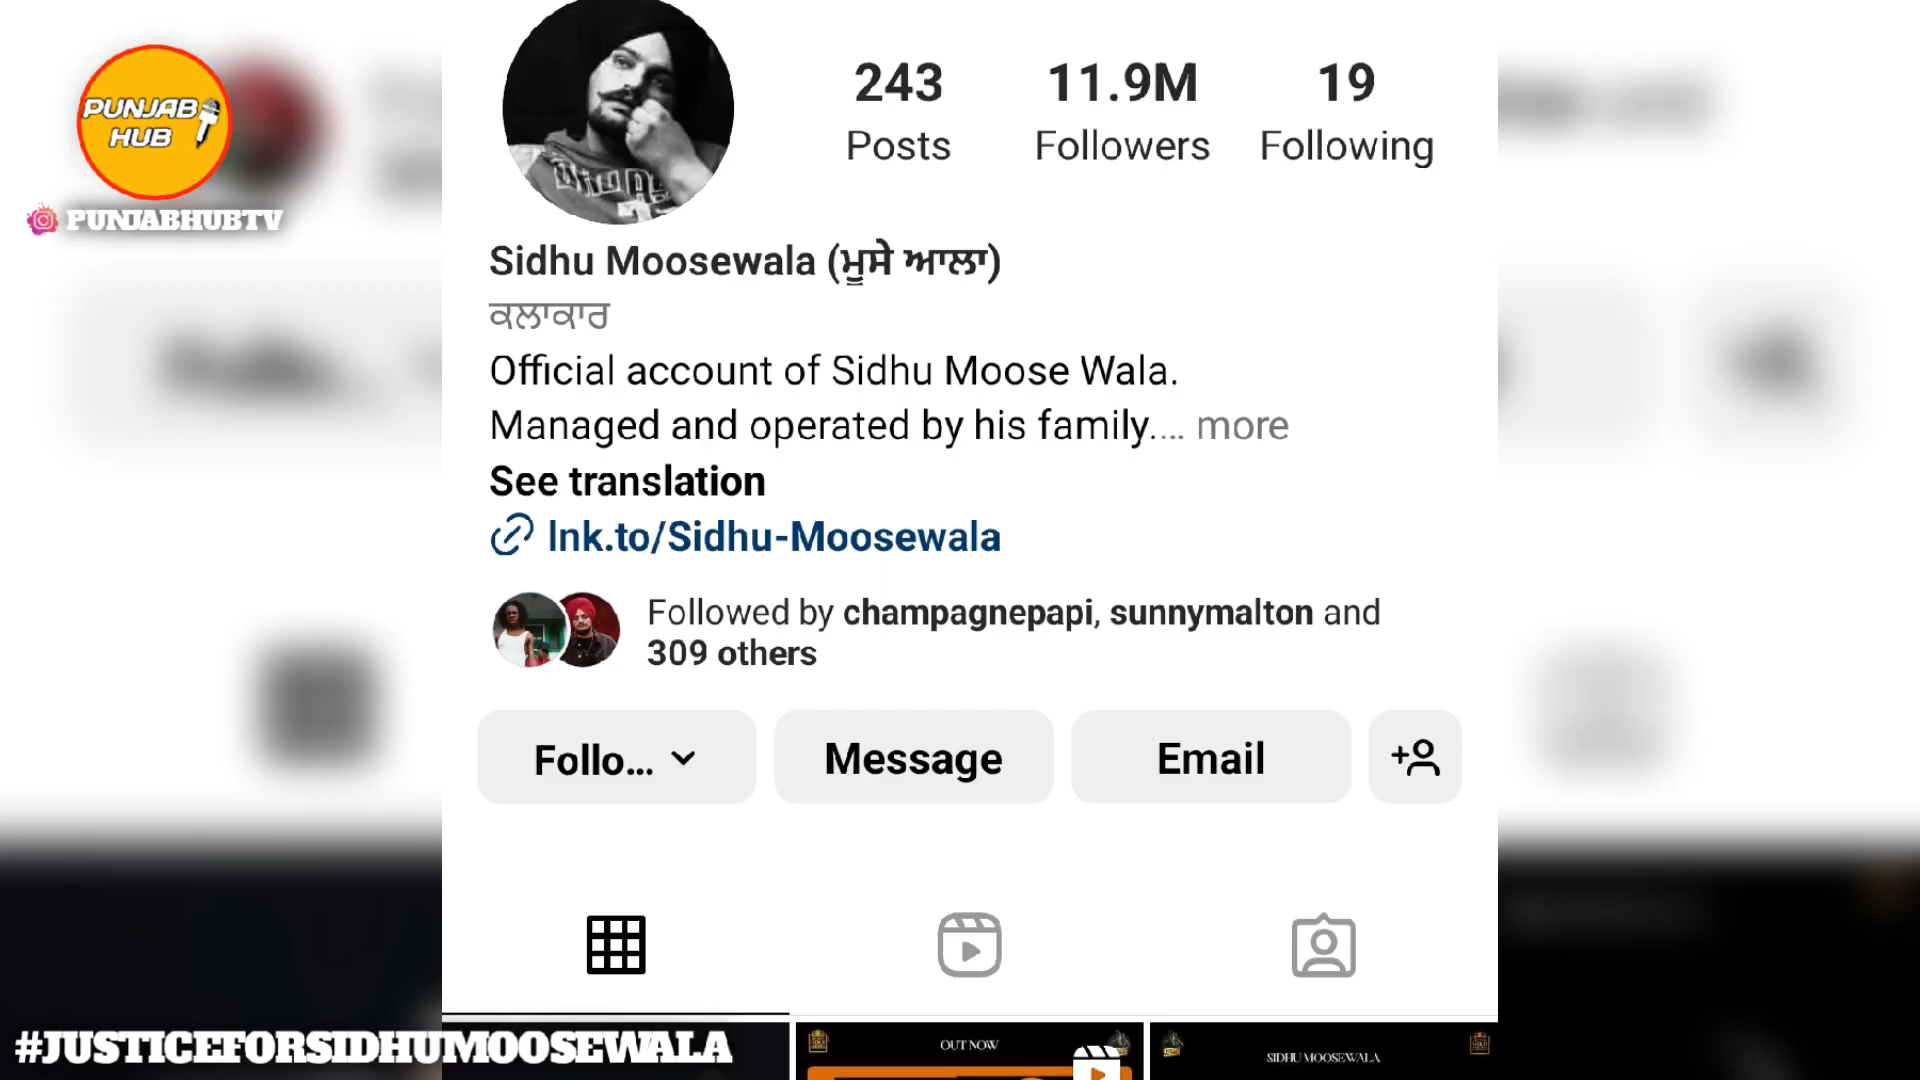 PUNJAB
HUB
PUNJABHUBTV
243
Posts
11.9M
Followers
19
Following
Sidhu Moosewala (ਮੂਸੇ ਆਲਾ)
ਕਲਾਕਾਰ
Official account of Sidhu Moose Wala.
Managed and operated by his family.... more
See translation
lnk.to/Sidhu-Moosewala
Followed by champagnepapi, sunnymalton and
309 others
Follo...
Message
Email
OUT NOW
SIDHU MOOSEWALA
#JUSTICEFORSIDHUMOOSEWALA